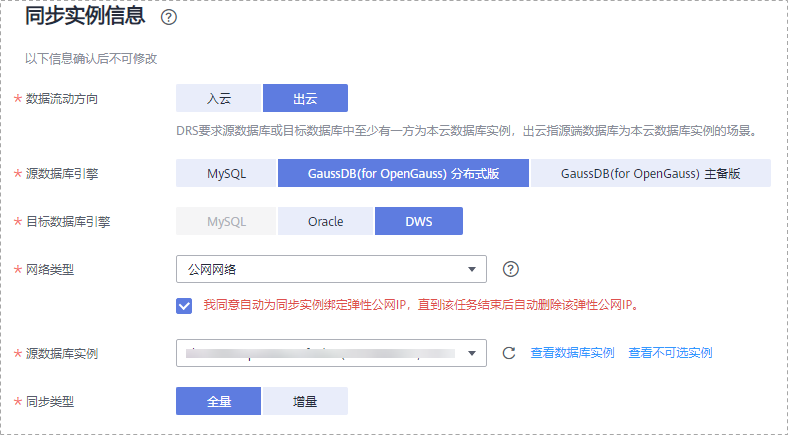 同步实例信息 ?
以下信息确认后不可修改
* 数据流动方向 入云 出云
DRS要求源数据库或目标数据库中至少有一方为本云数据库实例，出云指源端数据库为本云数据库实例的场景。
* 源数据库引擎 MySQL GaussDB(for OpenGauss) 分布式版 GaussDB(for OpenGauss) 主备版
* 目标数据库引擎 MySQL Oracle DWS
* 网络类型 公网网络 ?
我同意自动为同步实例绑定弹性公网IP，直到该任务结束后自动删除该弹性公网IP。
* 源数据库实例 查看数据库实例 查看不可选实例
* 同步类型 全量 增量